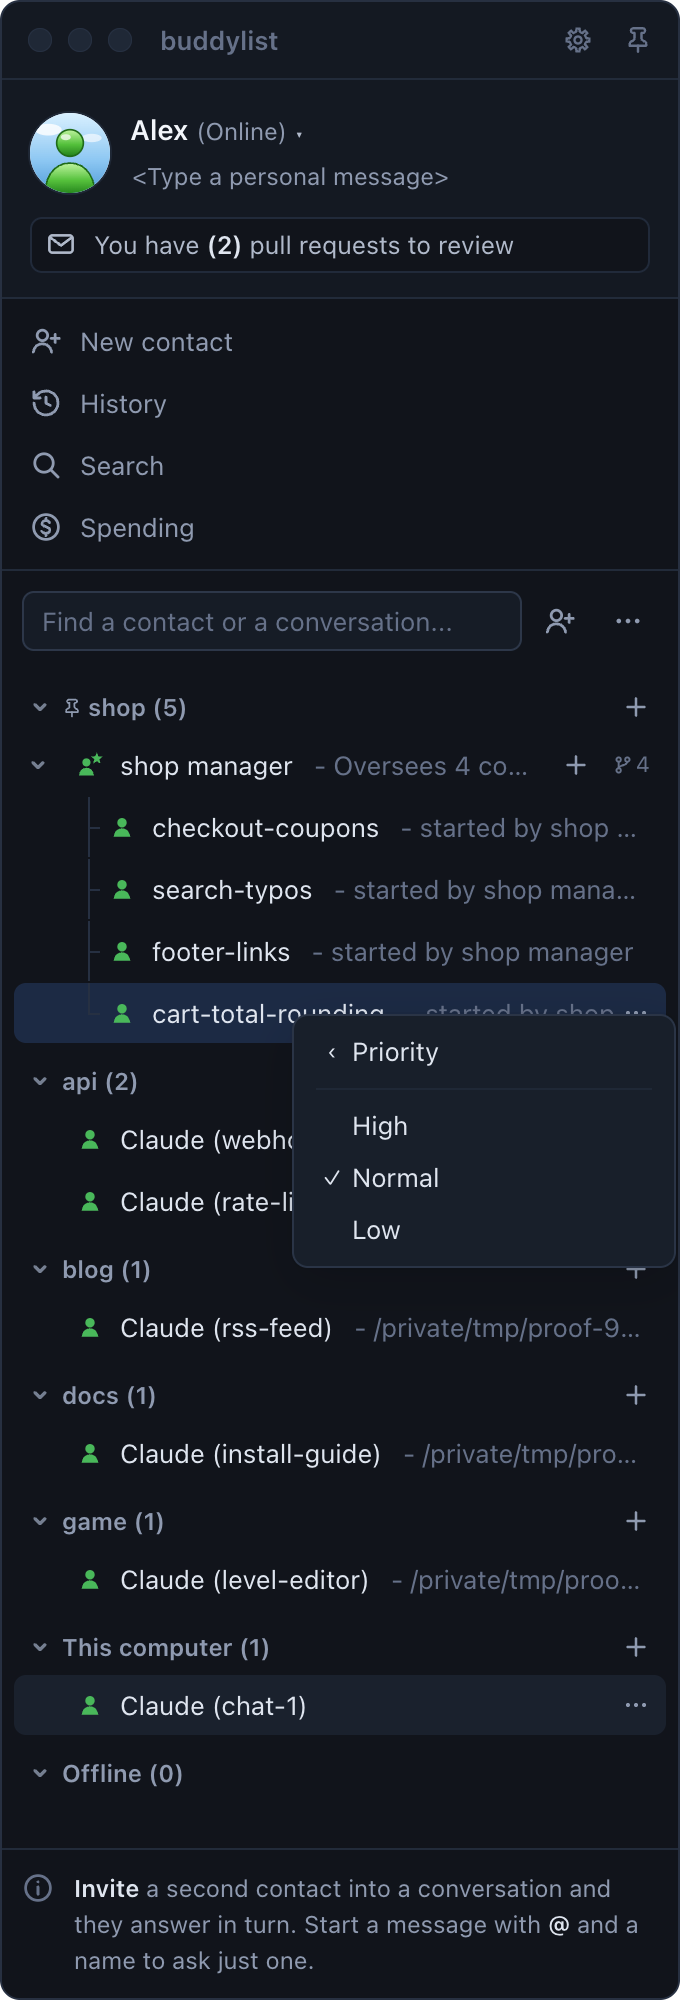 buddylist
Alex (Online)
<Type a personal message>
You have (2) pull requests to review
New contact
History
Search
Spending
Find a contact or a conversation...
shop (5)
shop manager - Oversees 4 co...
4
checkout-coupons - started by shop ...
search-typos - started by shop mana...
footer-links - started by shop manager
cart-total-rounding - started by shop
Priority
High
Normal
Low
api (2)
Claude (webho
Claude (rate-li
blog (1)
Claude (rss-feed) - /private/tmp/proof-9...
docs (1)
Claude (install-guide) - /private/tmp/pro...
game (1)
Claude (level-editor) - /private/tmp/proo...
This computer (1)
Claude (chat-1)
Offline (0)
Invite a second contact into a conversation and
they answer in turn. Start a message with @ and a
name to ask just one.